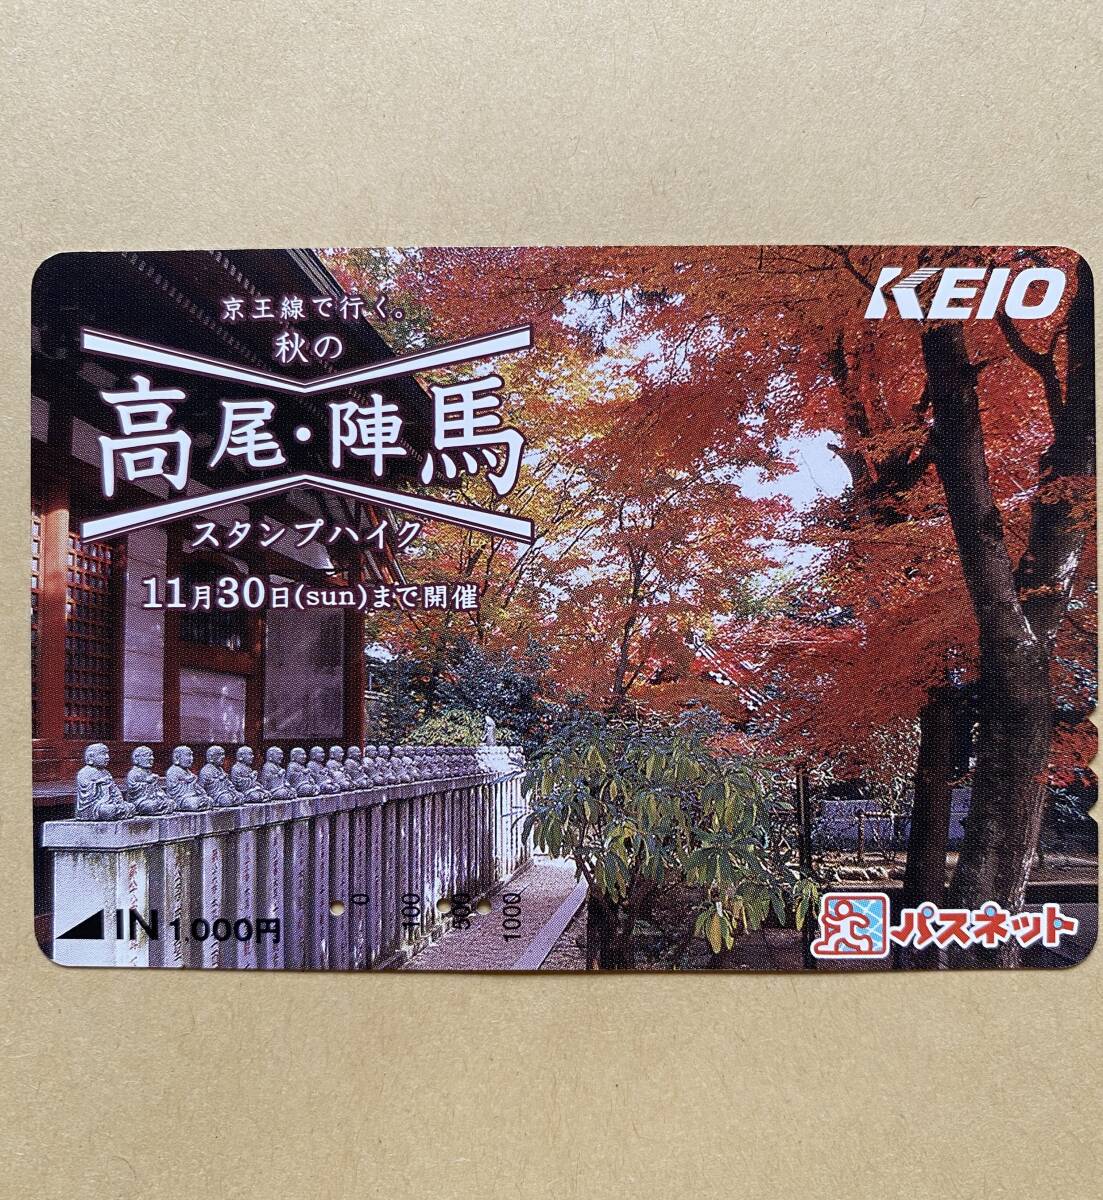 京王線で行く。
秋の
高尾・陣馬
スタンプハイク
11月30日(sun)まで開催
KEIO
IN 1.000円
0 100 500 1000
パスネット